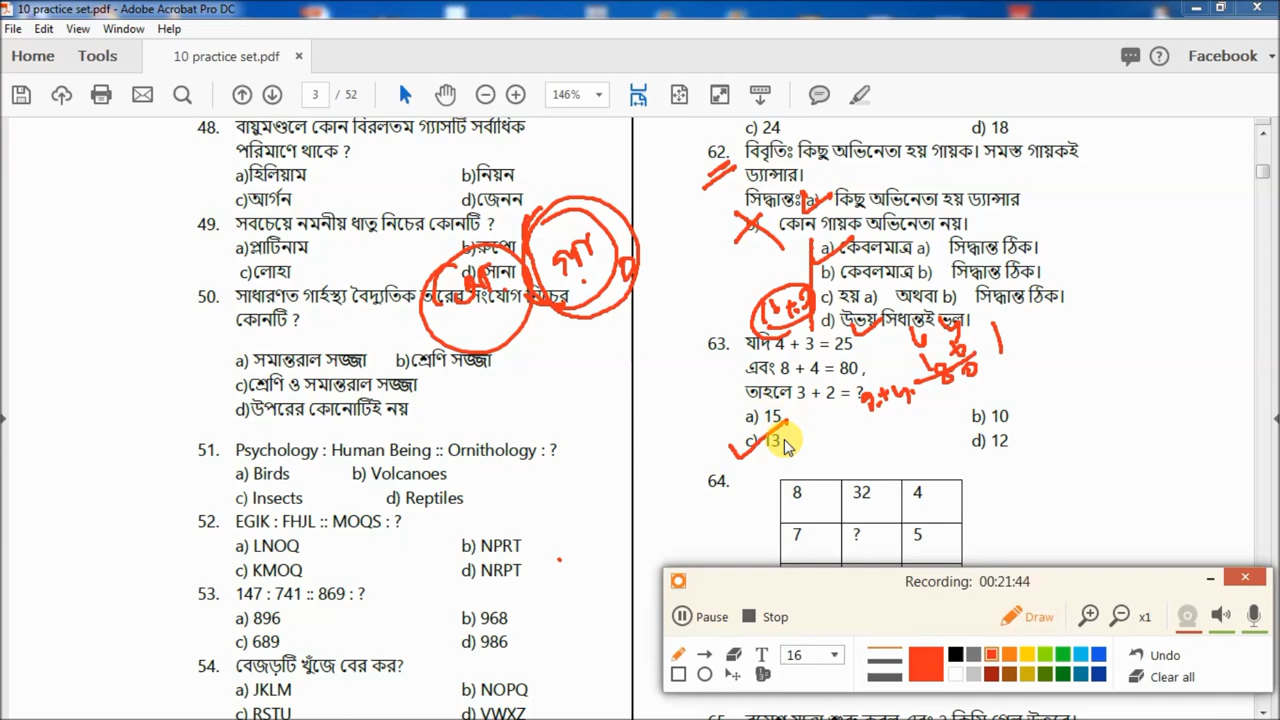 10 practice set.pdf - Adobe Acrobat Pro DC
File Edit View Window Help
Home Tools 10 practice set.pdf × Facebook
3 / 52 146%
48. বায়ুমণ্ডলে কোন বিরলতম গ্যাসটি সর্বাধিক
পরিমাণে থাকে ?
a)হিলিয়াম b)নিয়ন
c)আর্গন d)জেনন
49. সবচেয়ে নমনীয় ধাতু নিচের কোনটি ?
a)প্লাটিনাম b)রুপো
c)লোহা d)সোনা
50. সাধারণত গার্হস্থ্য বৈদ্যুতিক তারের সংযোগ নিচের
কোনটি ?
a) সমান্তরাল সজ্জা b)শ্রেণি সজ্জা
c)শ্রেণি ও সমান্তরাল সজ্জা
d)উপরের কোনোটিই নয়
51. Psychology : Human Being :: Ornithology : ?
a) Birds b) Volcanoes
c) Insects d) Reptiles
52. EGIK : FHJL :: MOQS : ?
a) LNOQ b) NPRT
c) KMOQ d) NRPT
53. 147 : 741 :: 869 : ?
a) 896 b) 968
c) 689 d) 986
54. বেজড়টি খুঁজে বের কর?
a) JKLM b) NOPQ
c) RSTU d) VWXZ
c) 24 d) 18
62. বিবৃতিঃ কিছু অভিনেতা হয় গায়ক। সমস্ত গায়কই
ড্যান্সার।
সিদ্ধান্তঃ a) কিছু অভিনেতা হয় ড্যান্সার
b) কোন গায়ক অভিনেতা নয়।
a) কেবলমাত্র a) সিদ্ধান্ত ঠিক।
b) কেবলমাত্র b) সিদ্ধান্ত ঠিক।
c) হয় a) অথবা b) সিদ্ধান্ত ঠিক।
d) উভয় সিধান্তই ভুল।
63. যদি 4 + 3 = 25
এবং 8 + 4 = 80 ,
তাহলে 3 + 2 = ?
a) 15 b) 10
c) 13 d) 12
64.
8 32 4
7 ? 5
Recording: 00:21:44
Pause Stop Draw x1
T 16 Undo
Clear all